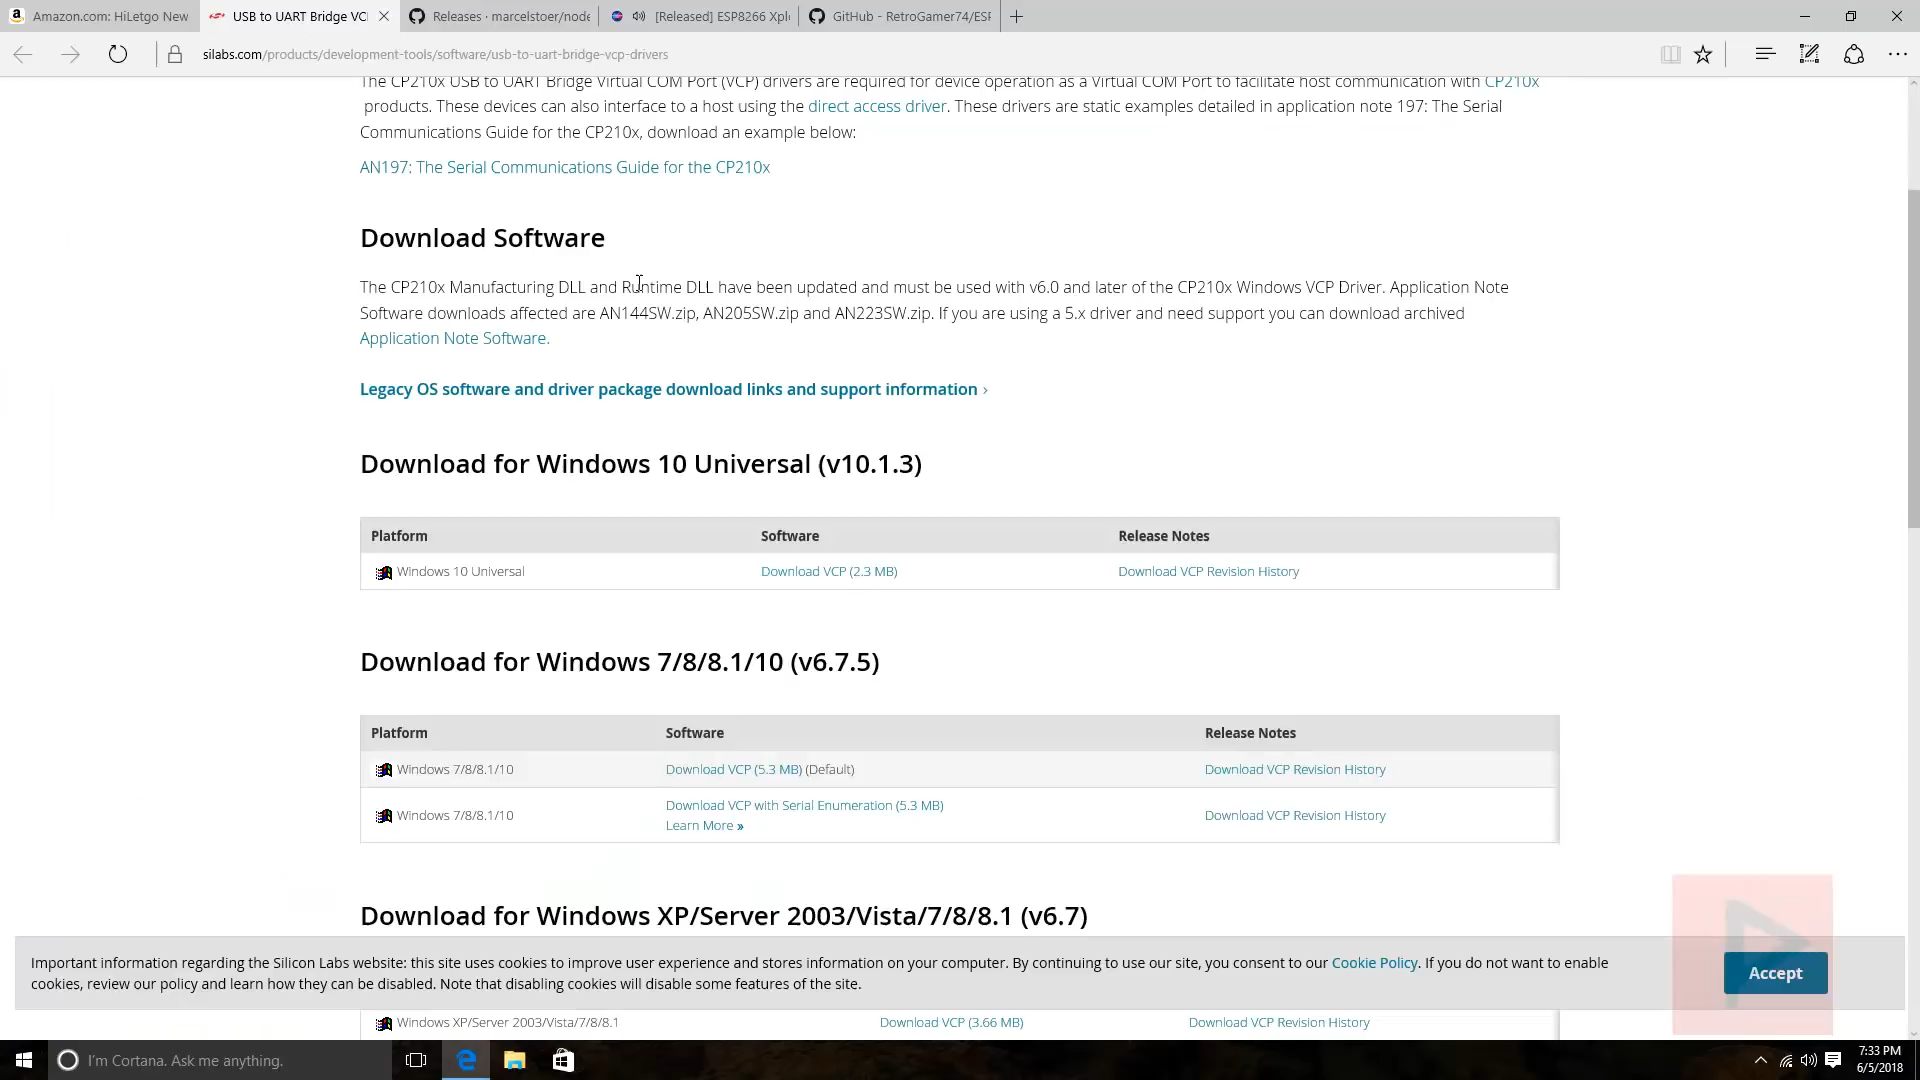 Amazon.com: HiLetgo New
USB to UART Bridge VC
Releases · marcelstoer/node
[Released] ESP8266 Xplo
GitHub - RetroGamer74/ESP
silabs.com/products/development-tools/software/usb-to-uart-bridge-vcp-drivers
The CP210x USB to UART Bridge Virtual COM Port (VCP) drivers are required for device operation as a Virtual COM Port to facilitate host communication with CP210x
products. These devices can also interface to a host using the direct access driver. These drivers are static examples detailed in application note 197: The Serial
Communications Guide for the CP210x, download an example below:
AN197: The Serial Communications Guide for the CP210x
Download Software
The CP210x Manufacturing DLL and Runtime DLL have been updated and must be used with v6.0 and later of the CP210x Windows VCP Driver. Application Note
Software downloads affected are AN144SW.zip, AN205SW.zip and AN223SW.zip. If you are using a 5.x driver and need support you can download archived
Application Note Software.
Legacy OS software and driver package download links and support information ›
Download for Windows 10 Universal (v10.1.3)
Platform Software Release Notes
Windows 10 Universal Download VCP (2.3 MB) Download VCP Revision History
Download for Windows 7/8/8.1/10 (v6.7.5)
Platform Software Release Notes
Windows 7/8/8.1/10 Download VCP (5.3 MB) (Default) Download VCP Revision History
Windows 7/8/8.1/10 Download VCP with Serial Enumeration (5.3 MB) Download VCP Revision History
Learn More »
Download for Windows XP/Server 2003/Vista/7/8/8.1 (v6.7)
Important information regarding the Silicon Labs website: this site uses cookies to improve user experience and stores information on your computer. By continuing to use our site, you consent to our Cookie Policy. If you do not want to enable
cookies, review our policy and learn how they can be disabled. Note that disabling cookies will disable some features of the site.
Accept
Windows XP/Server 2003/Vista/7/8/8.1 Download VCP (3.66 MB) Download VCP Revision History
I'm Cortana. Ask me anything.
7:33 PM
6/5/2018